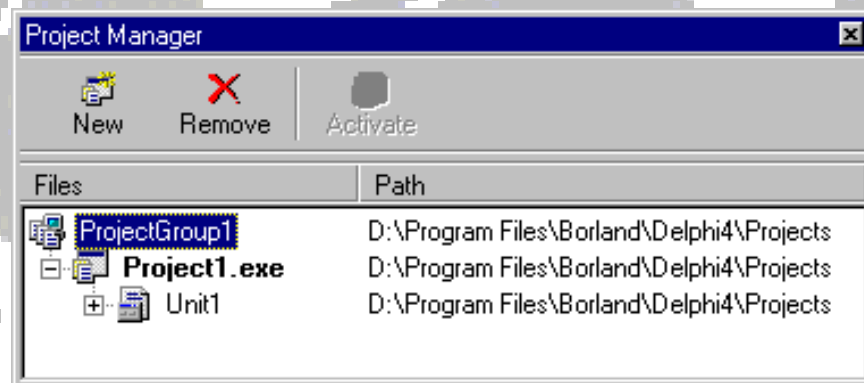 Project Manager
New Remove Activate
Files Path
ProjectGroup1 D:\Program Files\Borland\Delphi4\Projects
Project1.exe D:\Program Files\Borland\Delphi4\Projects
Unit1 D:\Program Files\Borland\Delphi4\Projects